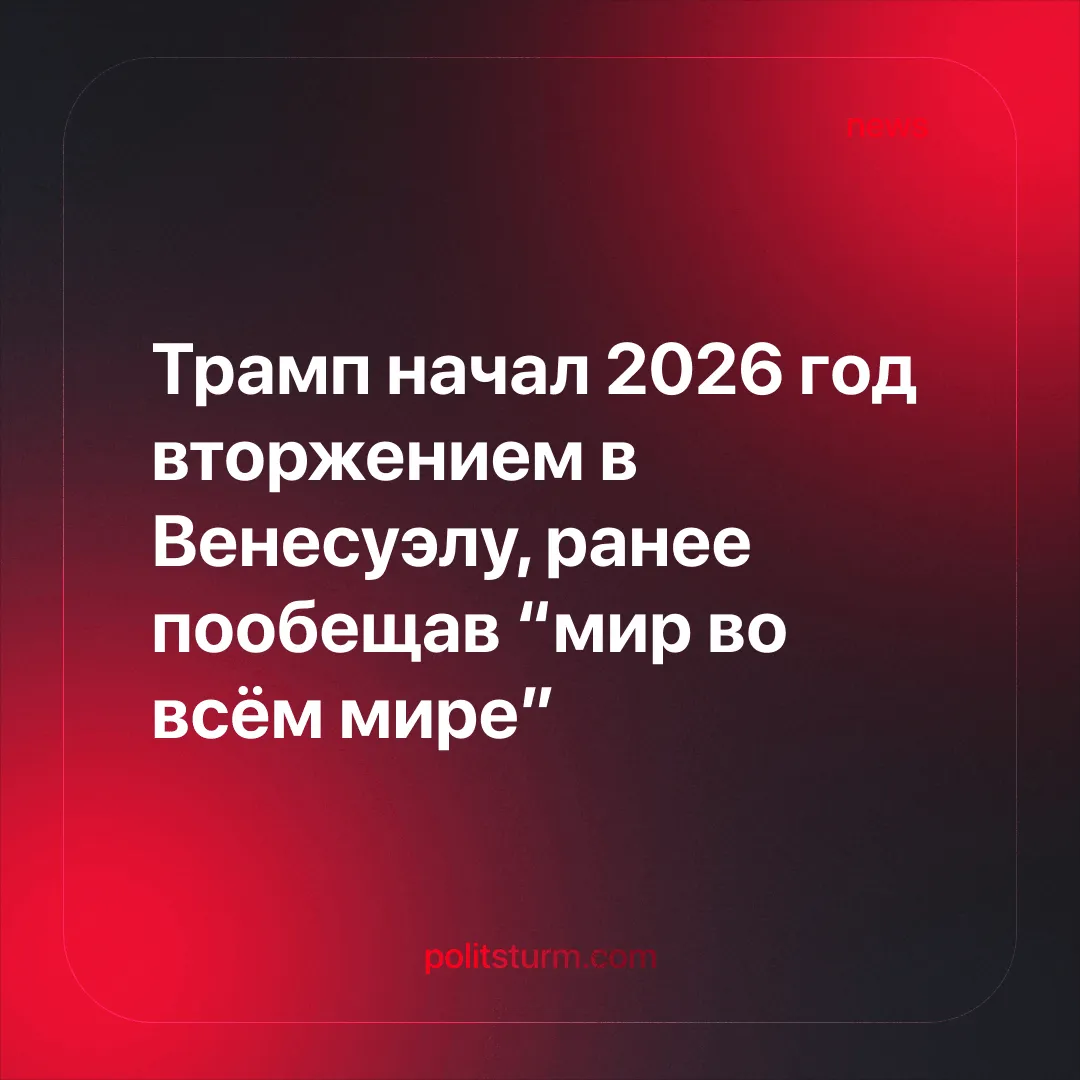 news
Трамп начал 2026 год
вторжением в
Венесуэлу, ранее
пообещав “мир во
всём мире”
politsturm.com